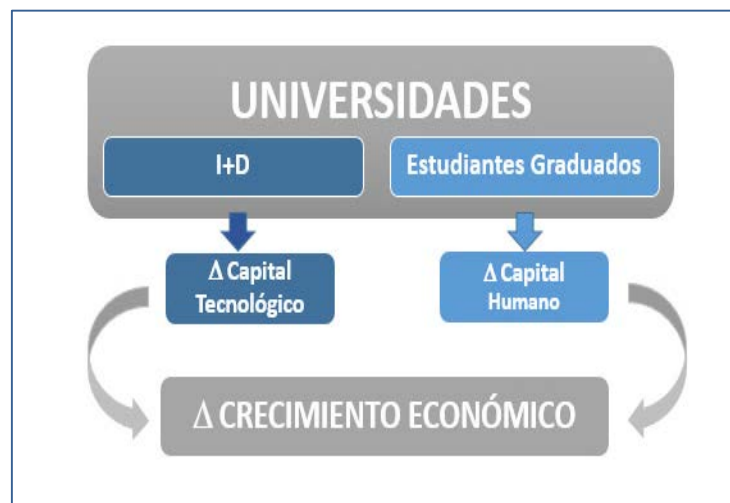 UNIVERSIDADES
I+D
Estudiantes Graduados
Δ Capital
Tecnológico
Δ Capital
Humano
Δ CRECIMIENTO ECONÓMICO